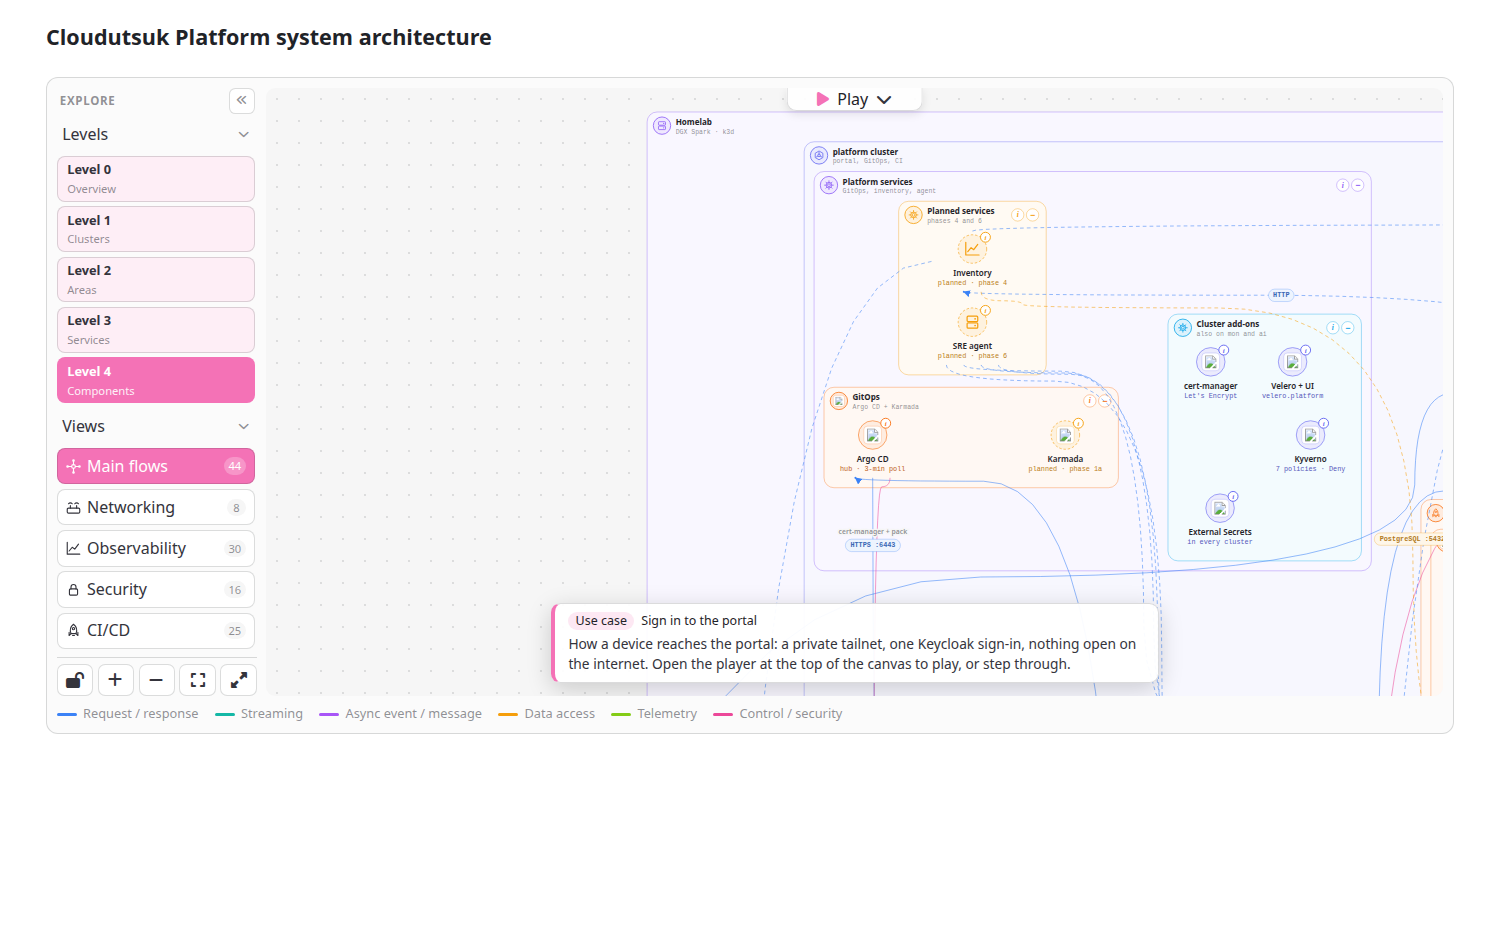 Cloudutsuk Platform system architecture
EXPLORE
Levels
Level 0
Overview
Level 1
Clusters
Level 2
Areas
Level 3
Services
Level 4
Components
Views
Main flows 44
Networking 8
Observability 30
Security 16
CI/CD 25
Play
Homelab
DGX Spark · k3d
platform cluster
portal, GitOps, CI
Platform services
GitOps, inventory, agent
Planned services
phases 4 and 6
Inventory
planned · phase 4
HTTP
SRE agent
planned · phase 6
Cluster add-ons
also on mon and ai
cert-manager
Let's Encrypt
Velero + UI
velero.platform
Kyverno
7 policies · Deny
External Secrets
in every cluster
GitOps
Argo CD + Karmada
Argo CD
hub · 3-min poll
Karmada
planned · phase 1a
cert-manager + pack
HTTPS :6443
PostgreSQL :5432
Use case Sign in to the portal
How a device reaches the portal: a private tailnet, one Keycloak sign-in, nothing open on
the internet. Open the player at the top of the canvas to play, or step through.
Request / response
Streaming
Async event / message
Data access
Telemetry
Control / security